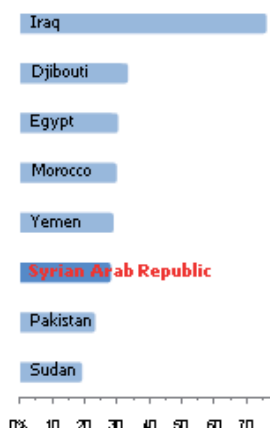 Iraq
Djibouti
Egypt
Morocco
Yemen
Syrian Arab Republic
Pakistan
Sudan
0% 10 20 30 40 50 60 70